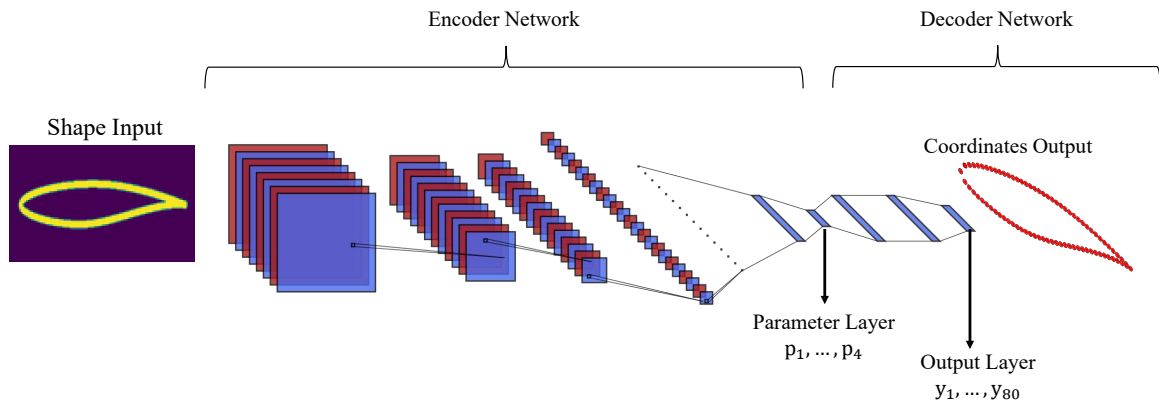 Encoder Network
Decoder Network
Shape Input
Coordinates Output
Parameter Layer
p₁, … , p₄
Output Layer
y₁, … , y₈₀